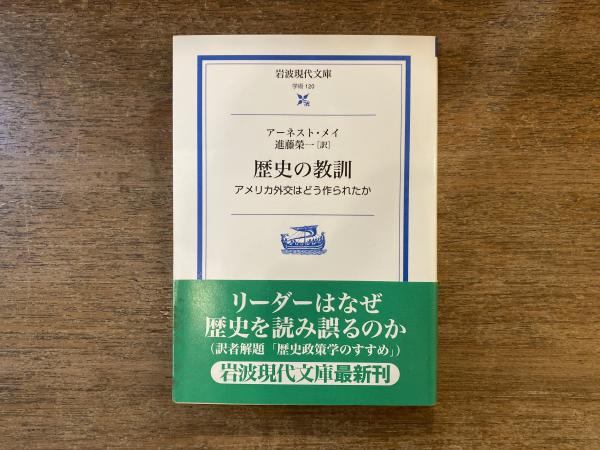 岩波現代文庫
学術 120
アーネスト・メイ
進藤榮一[訳]
歴史の教訓
アメリカ外交はどう作られたか
リーダーはなぜ
歴史を読み誤るのか
(訳者解題「歴史政策学のすすめ」)
岩波現代文庫最新刊